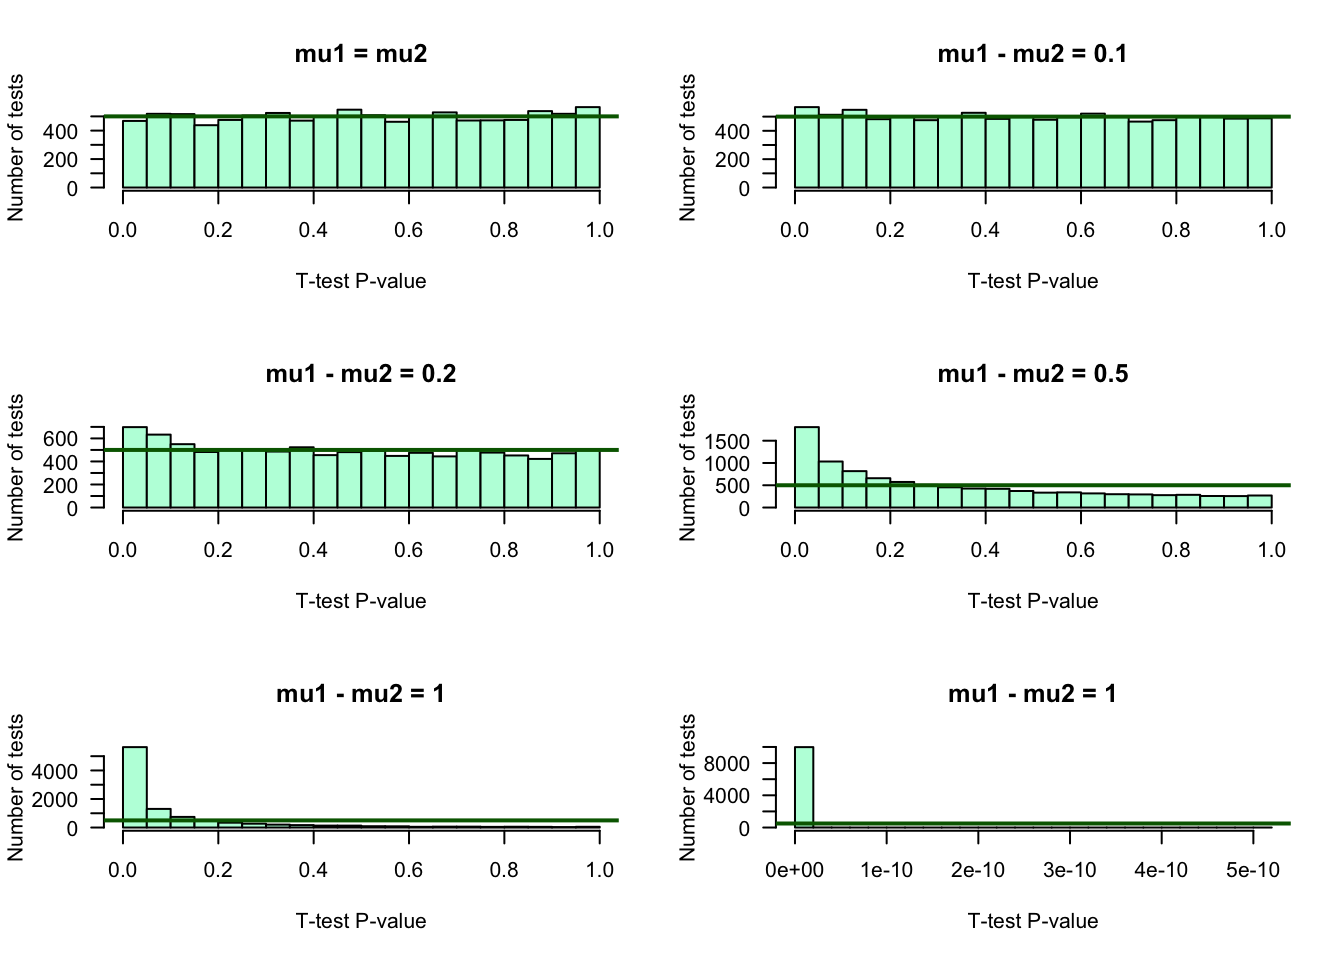 mu1 = mu2
Number of tests
400
200
0
0.0 0.2 0.4 0.6 0.8 1.0
T-test P-value
mu1 - mu2 = 0.1
Number of tests
400
200
0
0.0 0.2 0.4 0.6 0.8 1.0
T-test P-value
mu1 - mu2 = 0.2
Number of tests
600
400
200
0
0.0 0.2 0.4 0.6 0.8 1.0
T-test P-value
mu1 - mu2 = 0.5
Number of tests
1500
1000
500
0
0.0 0.2 0.4 0.6 0.8 1.0
T-test P-value
mu1 - mu2 = 1
Number of tests
4000
2000
0
0.0 0.2 0.4 0.6 0.8 1.0
T-test P-value
mu1 - mu2 = 1
Number of tests
8000
4000
0
0e+00 1e-10 2e-10 3e-10 4e-10 5e-10
T-test P-value